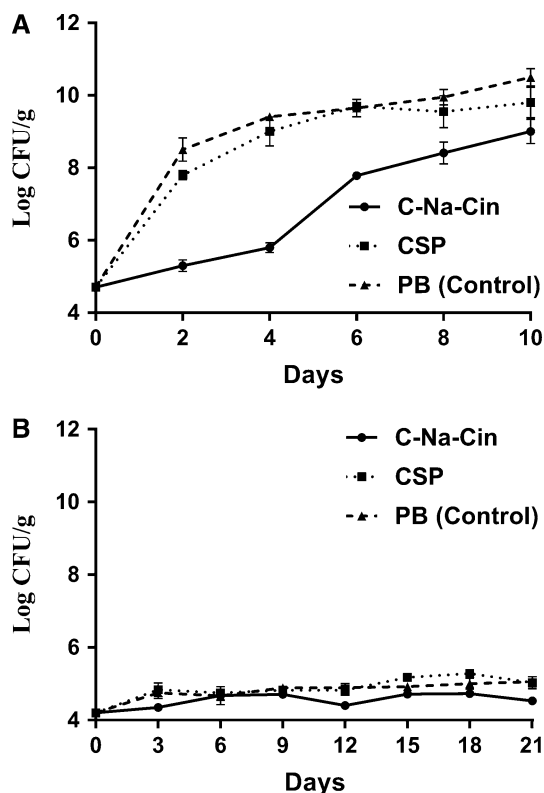 A
12
10
8
6
4
Log CFU/g
C-Na-Cin
CSP
PB (Control)
0 2 4 6 8 10
Days
B
12
10
8
6
4
Log CFU/g
C-Na-Cin
CSP
PB (Control)
0 3 6 9 12 15 18 21
Days